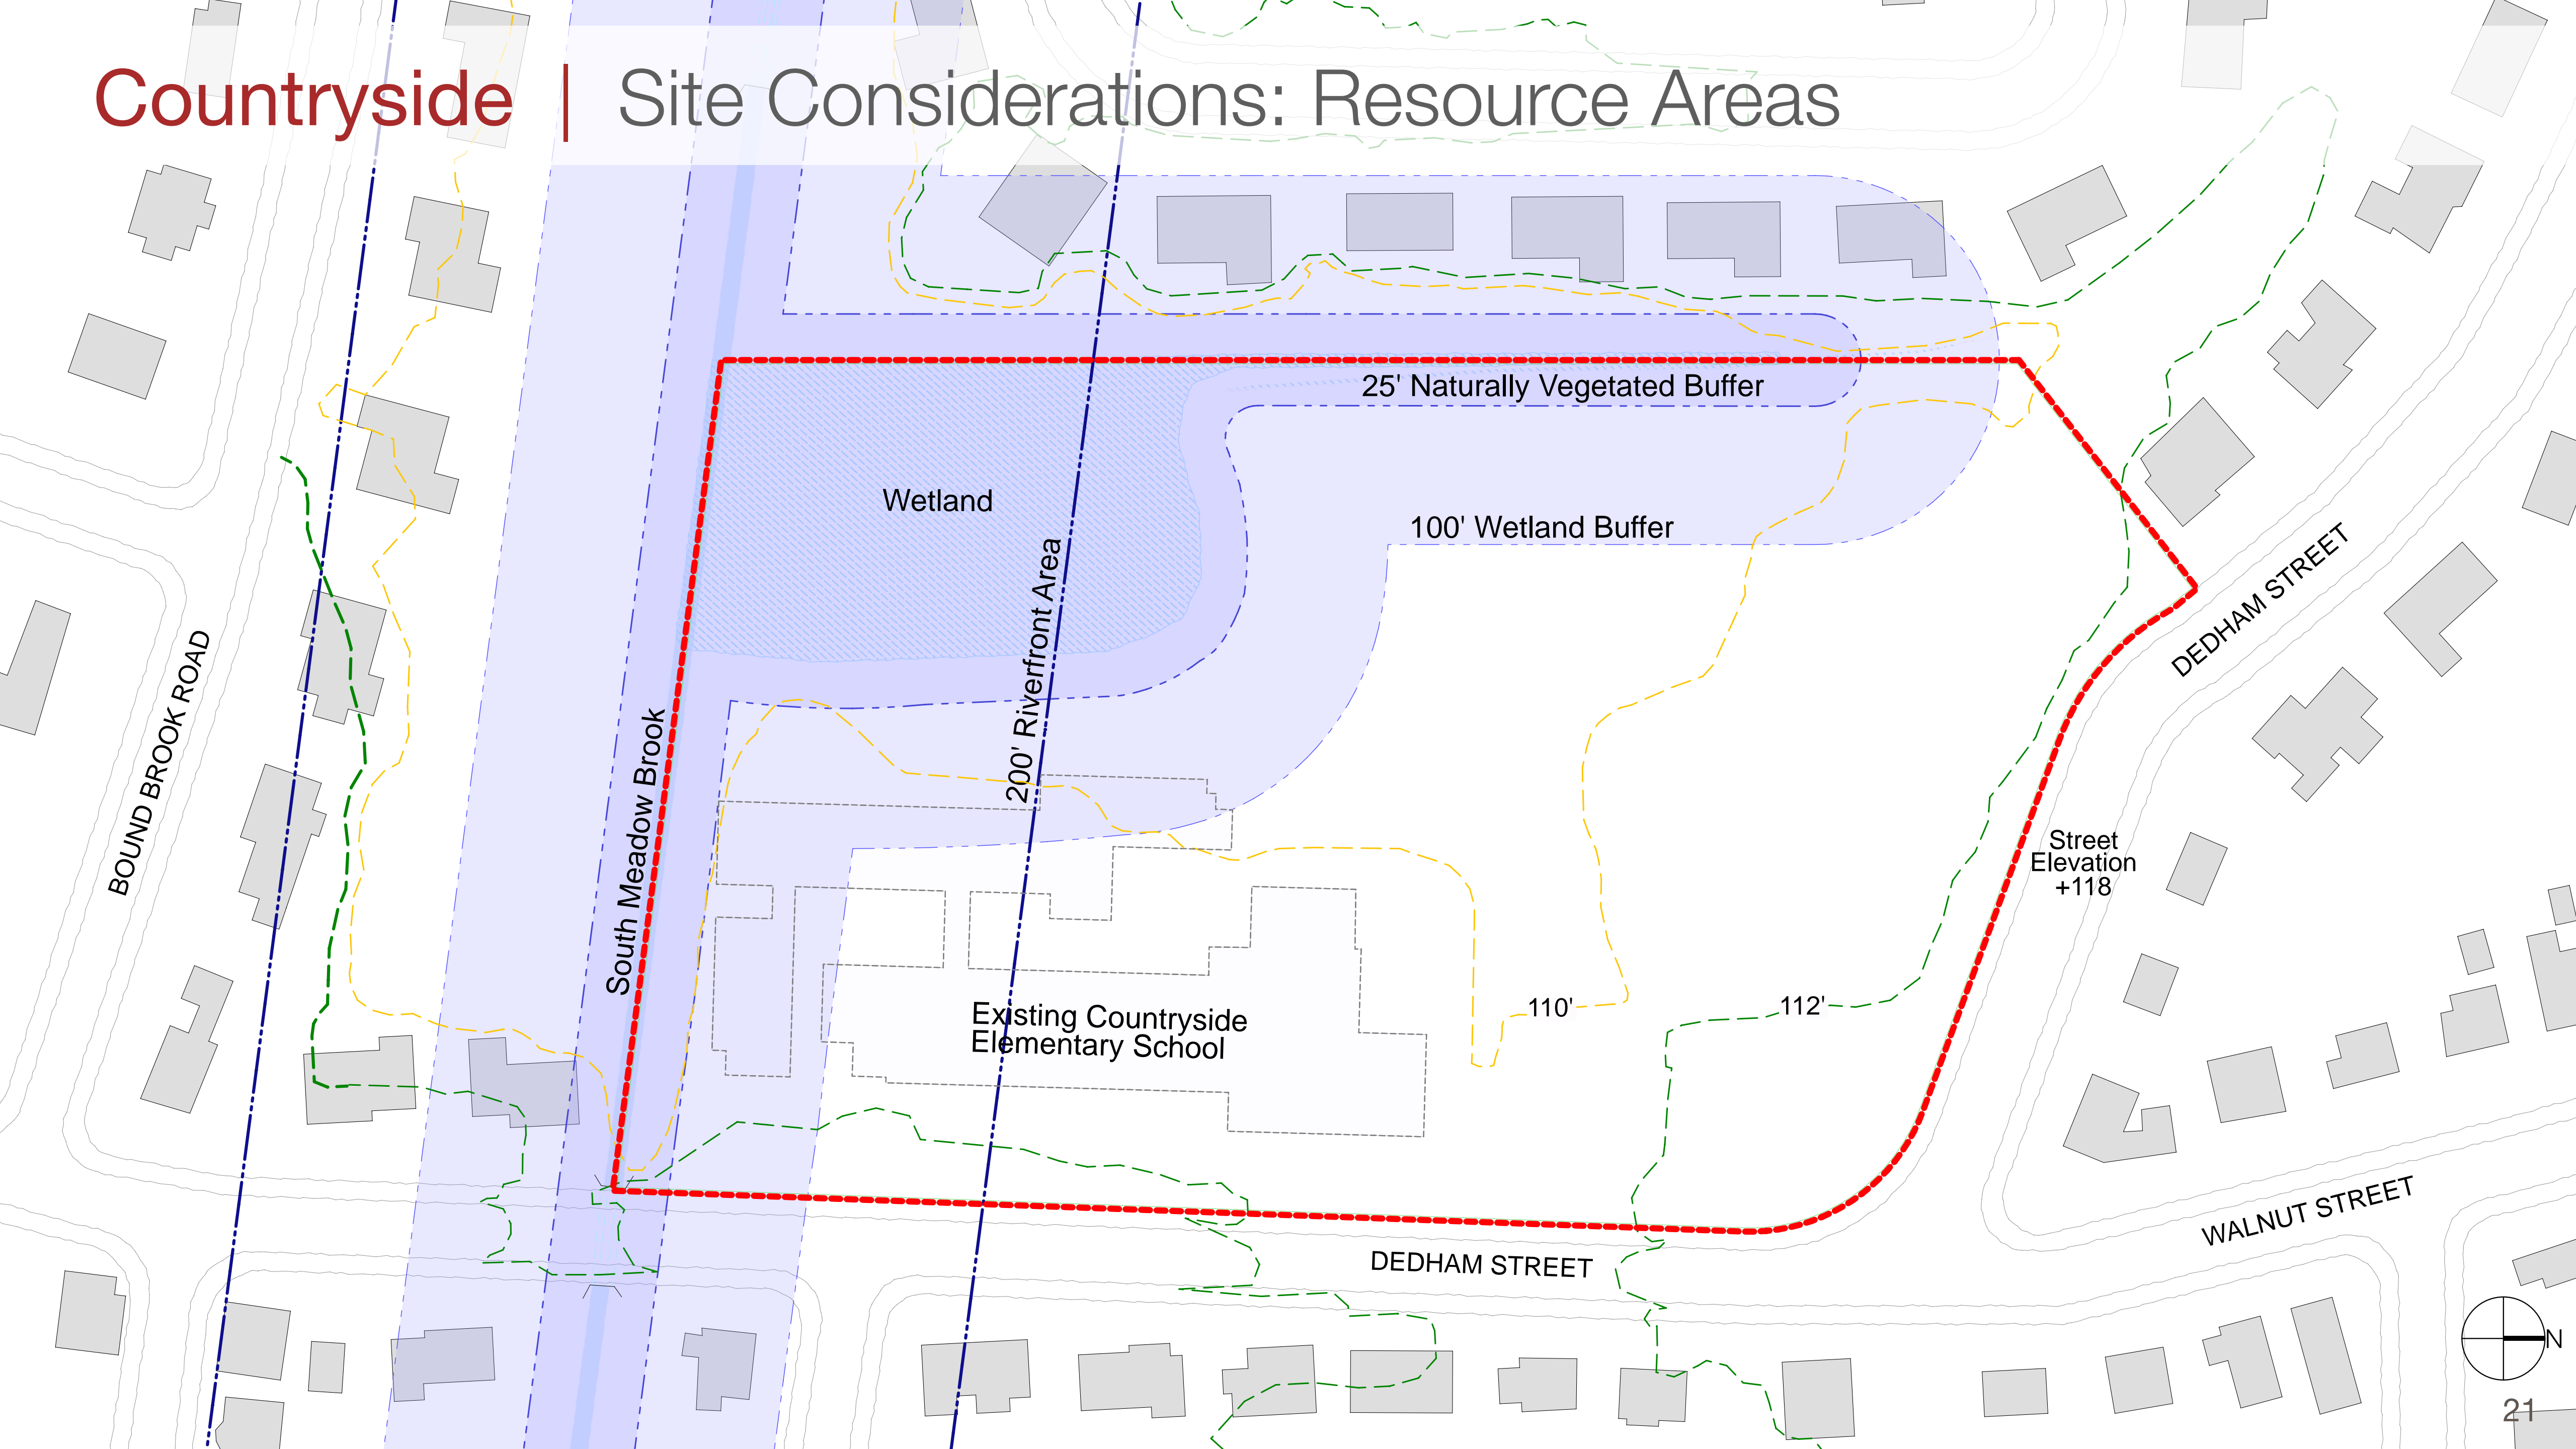 Countryside | Site Considerations: Resource Areas
25' Naturally Vegetated Buffer
Wetland
100' Wetland Buffer
200' Riverfront Area
DEDHAM STREET
BOUND BROOK ROAD
South Meadow Brook
Street
Elevation
+118
Existing Countryside
Elementary School
110'
112'
WALNUT STREET
DEDHAM STREET
N
21